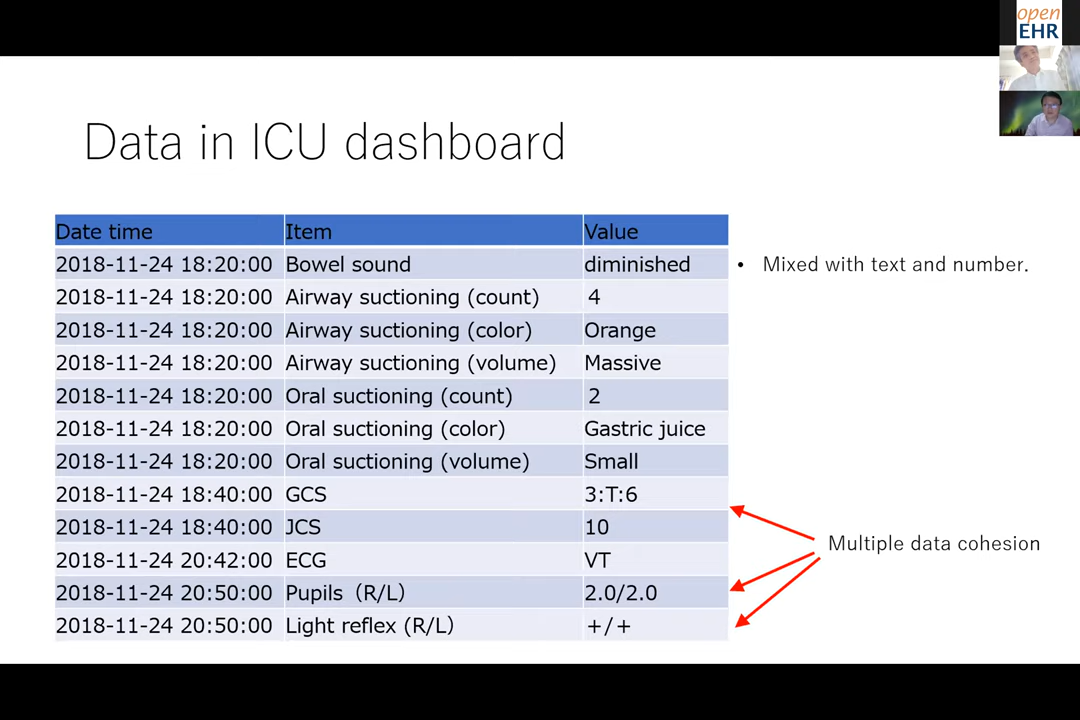 open
EHR
Data in ICU dashboard
Date time Item Value
2018-11-24 18:20:00 Bowel sound diminished
• Mixed with text and number.
2018-11-24 18:20:00 Airway suctioning (count) 4
2018-11-24 18:20:00 Airway suctioning (color) Orange
2018-11-24 18:20:00 Airway suctioning (volume) Massive
2018-11-24 18:20:00 Oral suctioning (count) 2
2018-11-24 18:20:00 Oral suctioning (color) Gastric juice
2018-11-24 18:20:00 Oral suctioning (volume) Small
2018-11-24 18:40:00 GCS 3:T:6
2018-11-24 18:40:00 JCS 10
Multiple data cohesion
2018-11-24 20:42:00 ECG VT
2018-11-24 20:50:00 Pupils（R/L） 2.0/2.0
2018-11-24 20:50:00 Light reflex (R/L） +/+